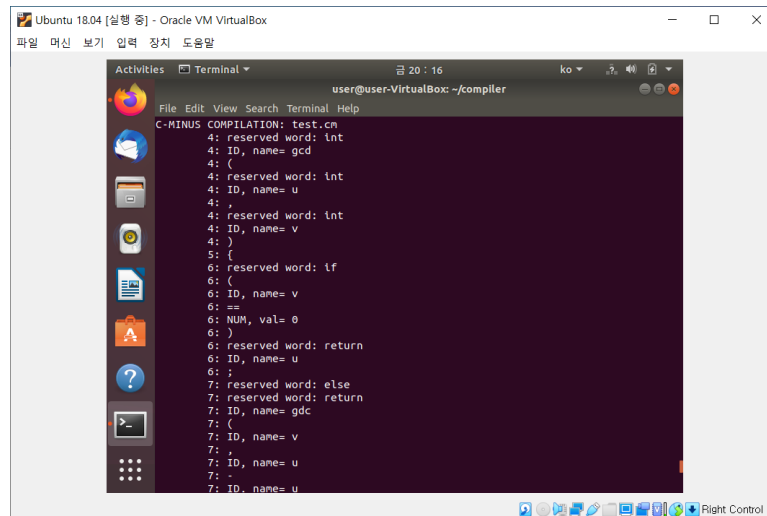 Ubuntu 18.04 [실행 중] - Oracle VM VirtualBox
파일 머신 보기 입력 장치 도움말
Activities Terminal 금 20 : 16 ko
user@user-VirtualBox: ~/compiler
File Edit View Search Terminal Help
C-MINUS COMPILATION: test.cm
4: reserved word: int
4: ID, name= gcd
4: (
4: reserved word: int
4: ID, name= u
4: ,
4: reserved word: int
4: ID, name= v
4: )
5: {
6: reserved word: if
6: (
6: ID, name= v
6: ==
6: NUM, val= 0
6: )
6: reserved word: return
6: ID, name= u
6: ;
7: reserved word: else
7: reserved word: return
7: ID, name= gdc
7: (
7: ID, name= v
7: ,
7: ID, name= u
7: -
7: ID, name= u
Right Control